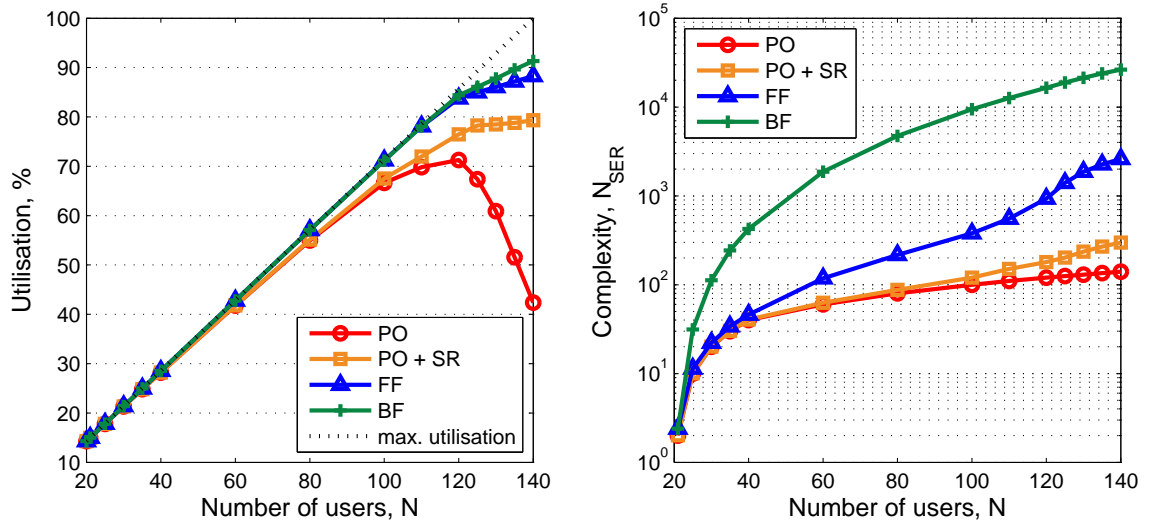 100
90
80
70
60
50
40
30
20
10
Utilisation, %
20
40
60
80
100
120
140
Number of users, N
PO
PO + SR
FF
BF
max. utilisation
10^5
10^4
10^3
10^2
10^1
10^0
Complexity, N_SER
20
40
60
80
100
120
140
Number of users, N
PO
PO + SR
FF
BF